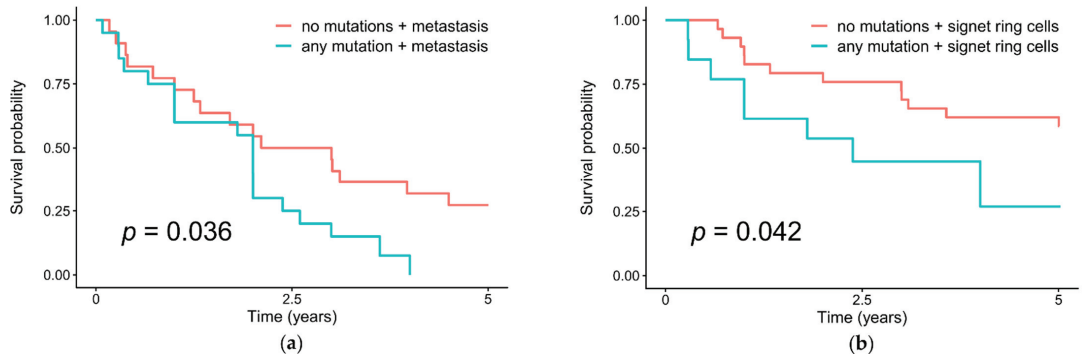 no mutations + metastasis
any mutation + metastasis
Survival probability
1.00
0.75
0.50
0.25
0.00
p = 0.036
0
2.5
5
Time (years)
(a)
no mutations + signet ring cells
any mutation + signet ring cells
Survival probability
1.00
0.75
0.50
0.25
0.00
p = 0.042
0
2.5
5
Time (years)
(b)